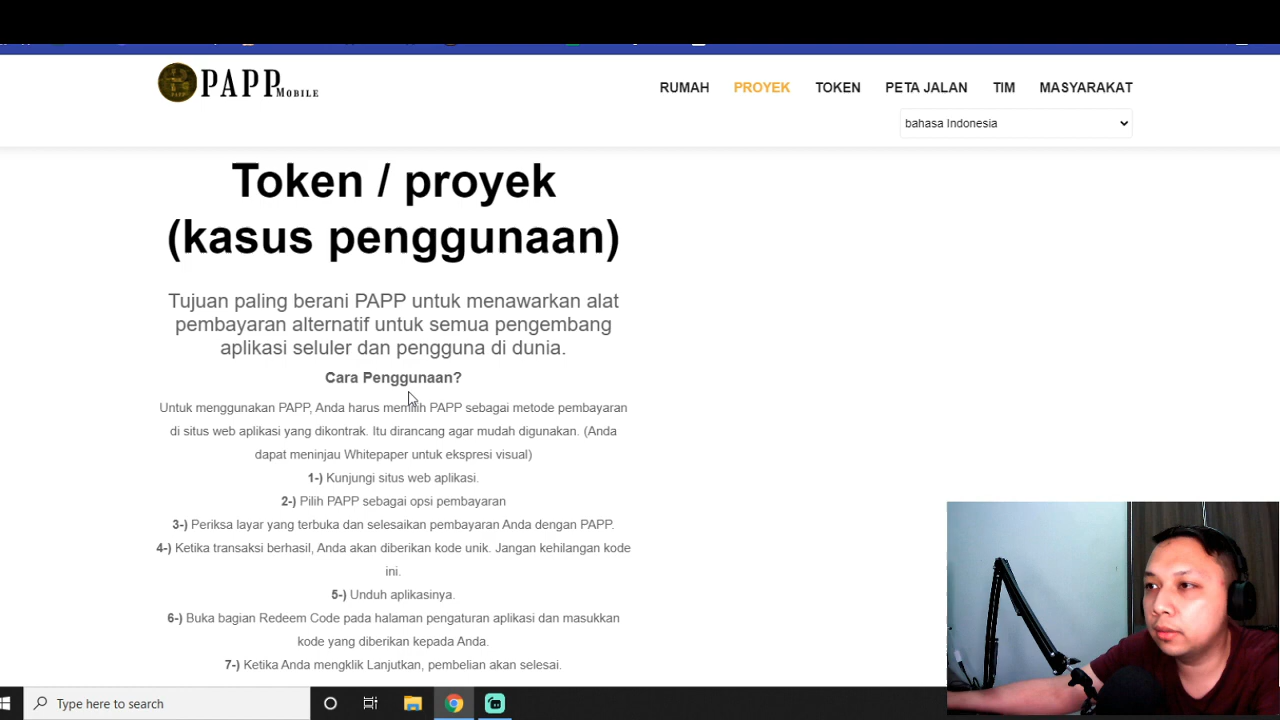 PAPP MOBILE
RUMAH PROYEK TOKEN PETA JALAN TIM MASYARAKAT
bahasa Indonesia
Token / proyek
(kasus penggunaan)
Tujuan paling berani PAPP untuk menawarkan alat
pembayaran alternatif untuk semua pengembang
aplikasi seluler dan pengguna di dunia.
Cara Penggunaan?
Untuk menggunakan PAPP, Anda harus memilih PAPP sebagai metode pembayaran
di situs web aplikasi yang dikontrak. Itu dirancang agar mudah digunakan. (Anda
dapat meninjau Whitepaper untuk ekspresi visual)
1-) Kunjungi situs web aplikasi.
2-) Pilih PAPP sebagai opsi pembayaran
3-) Periksa layar yang terbuka dan selesaikan pembayaran Anda dengan PAPP.
4-) Ketika transaksi berhasil, Anda akan diberikan kode unik. Jangan kehilangan kode
ini.
5-) Unduh aplikasinya.
6-) Buka bagian Redeem Code pada halaman pengaturan aplikasi dan masukkan
kode yang diberikan kepada Anda.
7-) Ketika Anda mengklik Lanjutkan, pembelian akan selesai.
Type here to search